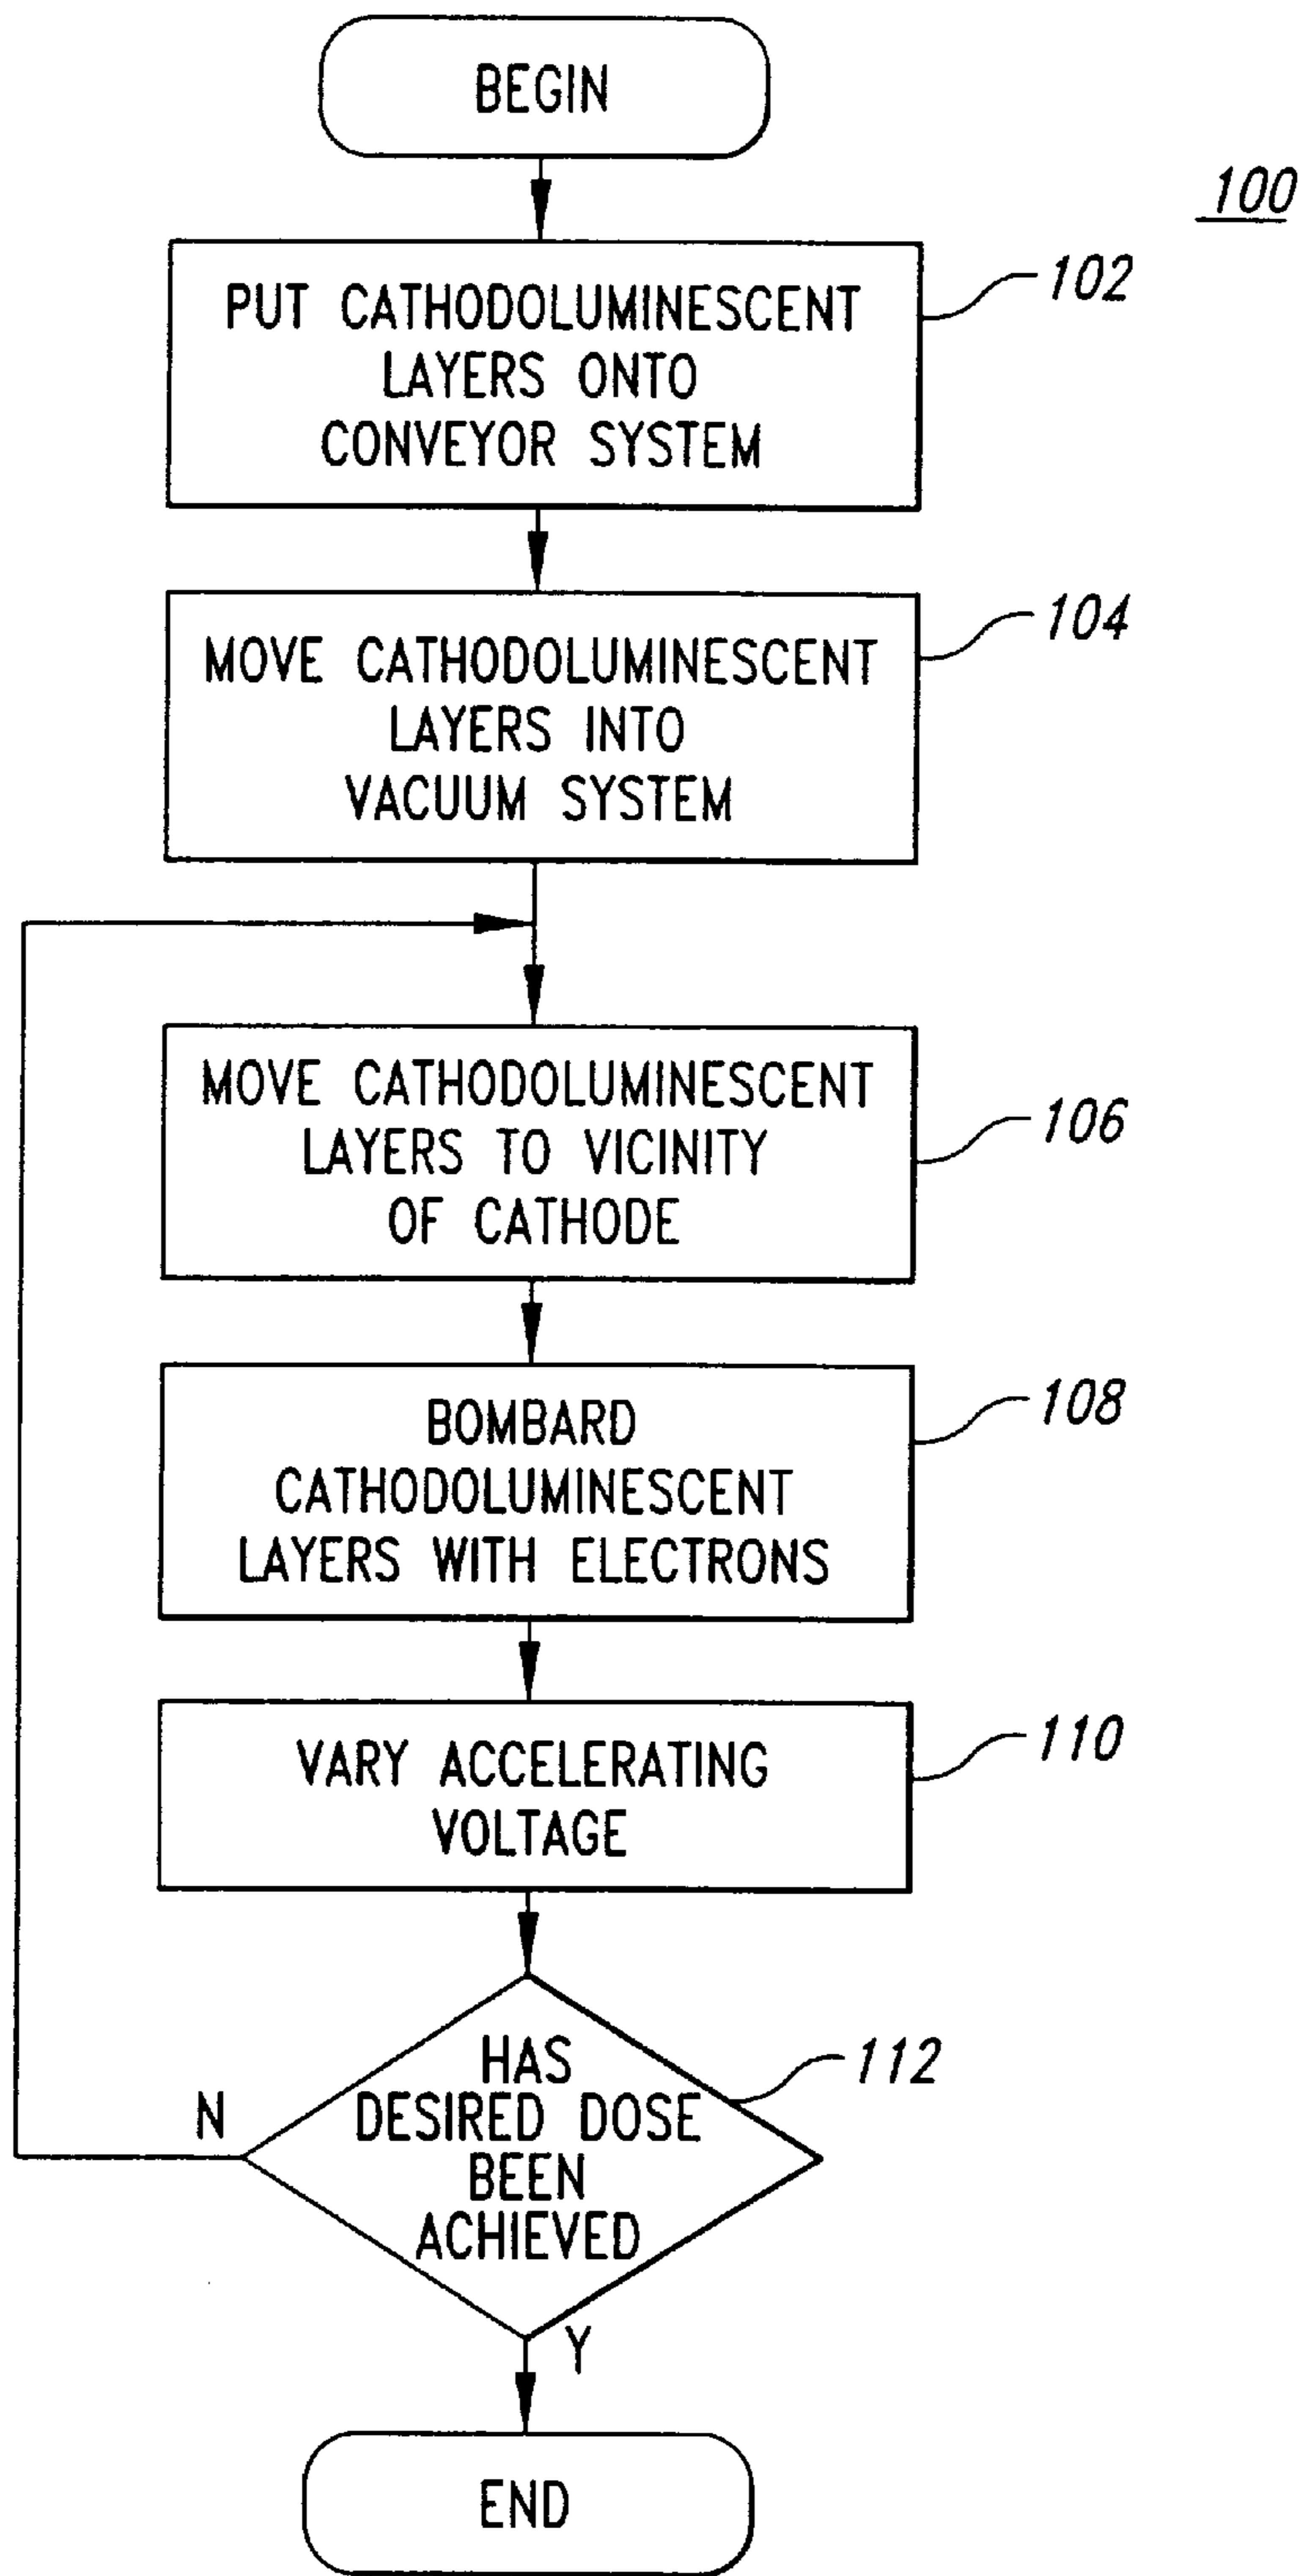 BEGIN
100
PUT CATHODOLUMINESCENT
LAYERS ONTO
CONVEYOR SYSTEM
102
MOVE CATHODOLUMINESCENT
LAYERS INTO
VACUUM SYSTEM
104
MOVE CATHODOLUMINESCENT
LAYERS TO VICINITY
OF CATHODE
106
BOMBARD
CATHODOLUMINESCENT
LAYERS WITH ELECTRONS
108
VARY ACCELERATING
VOLTAGE
110
HAS
DESIRED DOSE
BEEN
ACHIEVED
112
N
Y
END